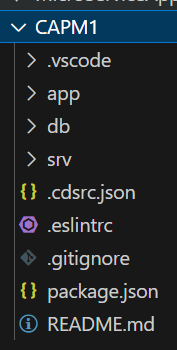 CAPM1
.vscode
app
db
srv
.cdsrc.json
.eslintrc
.gitignore
package.json
README.md